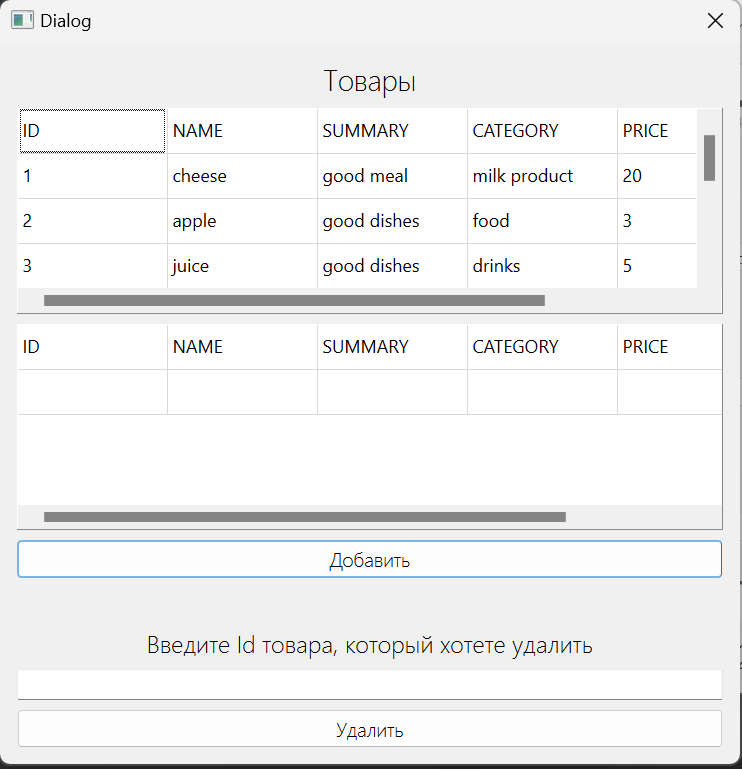 Dialog
Товары
ID NAME SUMMARY CATEGORY PRICE
1 cheese good meal milk product 20
2 apple good dishes food 3
3 juice good dishes drinks 5
ID NAME SUMMARY CATEGORY PRICE
Добавить
Введите Id товара, который хотете удалить
Удалить